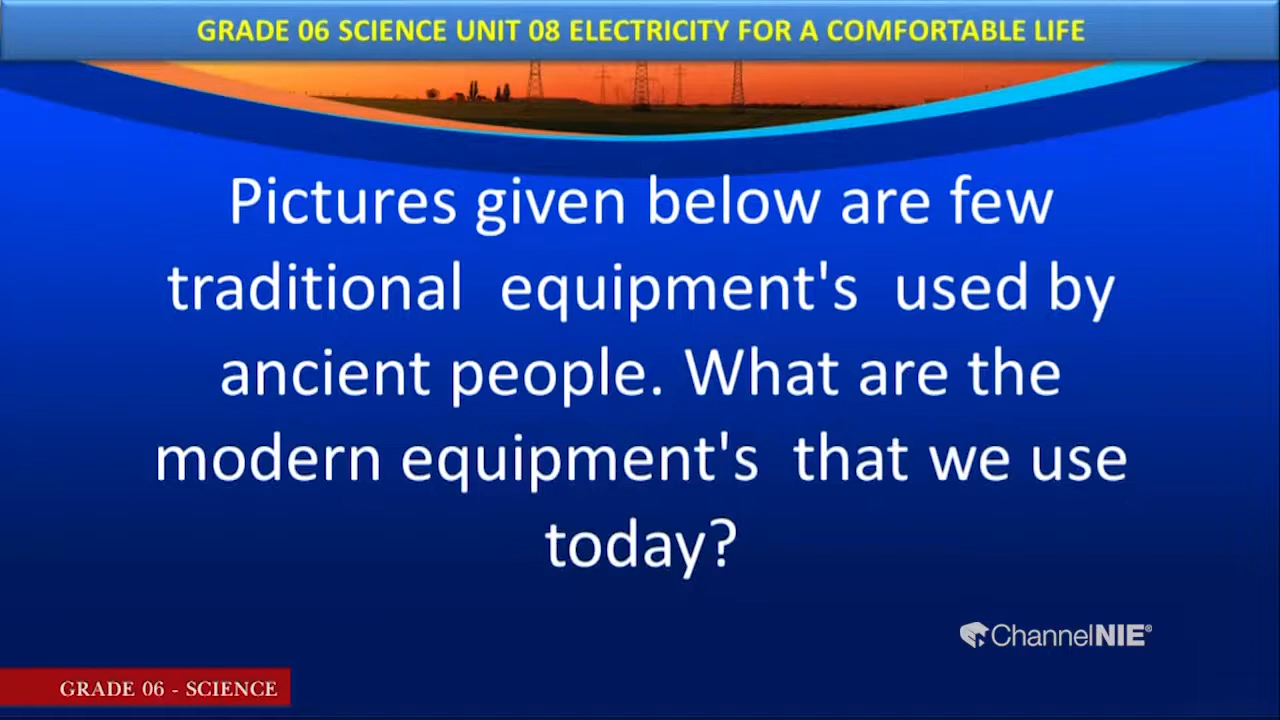 GRADE 06 SCIENCE UNIT 08 ELECTRICITY FOR A COMFORTABLE LIFE
Pictures given below are few
traditional equipment's used by
ancient people. What are the
modern equipment's that we use
today?
ChannelNIE®
GRADE 06 - SCIENCE